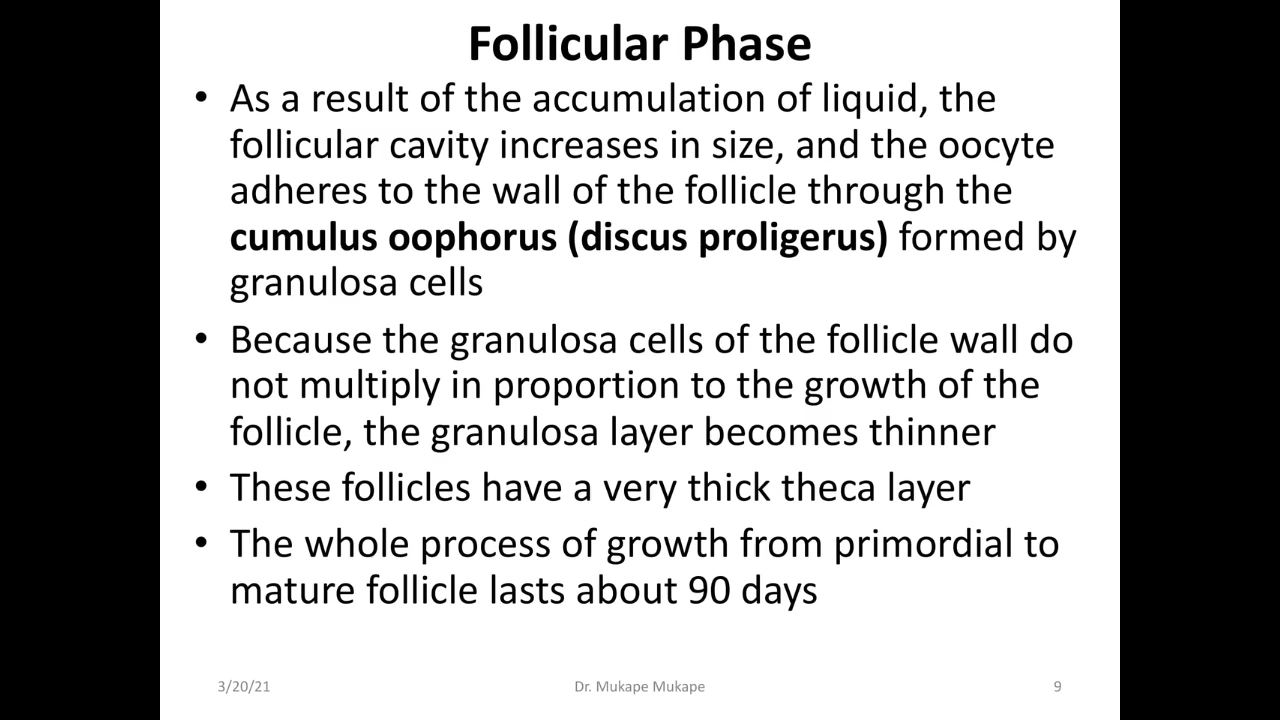 Follicular Phase
• As a result of the accumulation of liquid, the
follicular cavity increases in size, and the oocyte
adheres to the wall of the follicle through the
cumulus oophorus (discus proligerus) formed by
granulosa cells
• Because the granulosa cells of the follicle wall do
not multiply in proportion to the growth of the
follicle, the granulosa layer becomes thinner
• These follicles have a very thick theca layer
• The whole process of growth from primordial to
mature follicle lasts about 90 days
3/20/21 Dr. Mukape Mukape 9